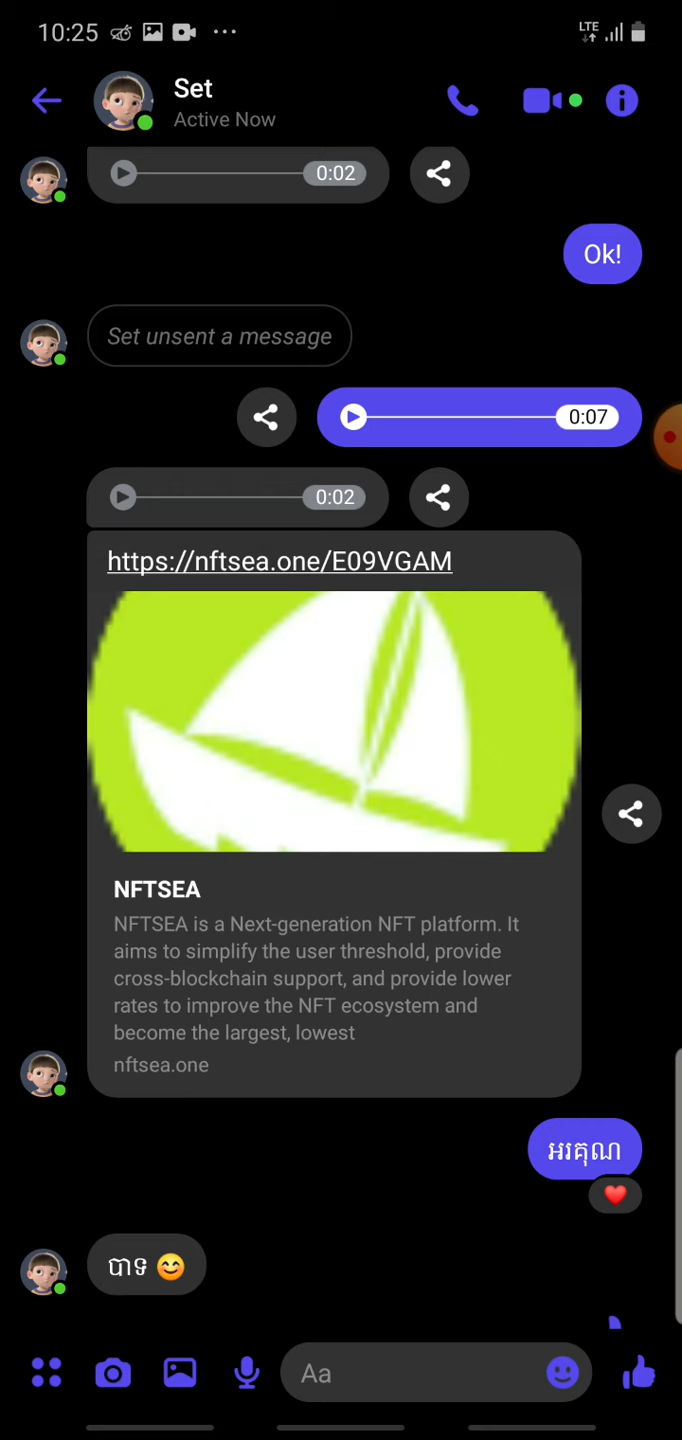 10:25
LTE
Set
Active Now
0:02
Ok!
Set unsent a message
0:07
0:02
https://nftsea.one/E09VGAM
NFTSEA
NFTSEA is a Next-generation NFT platform. It
aims to simplify the user threshold, provide
cross-blockchain support, and provide lower
rates to improve the NFT ecosystem and
become the largest, lowest
nftsea.one
អរគុណ
បាទ 😊
Aa